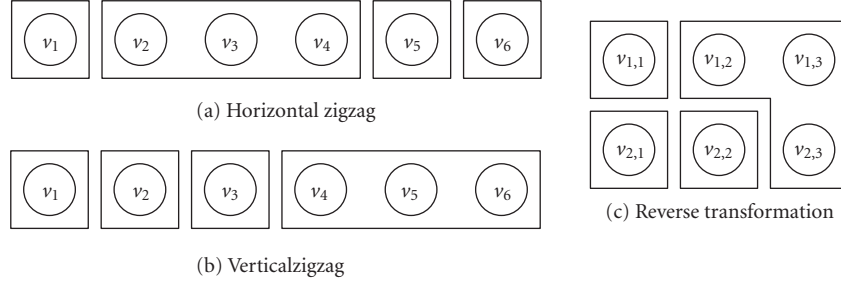 v1 v2 v3 v4 v5 v6
(a) Horizontal zigzag
v1 v2 v3 v4 v5 v6
(b) Verticalzigzag
v1,1 v1,2 v1,3
v2,1 v2,2 v2,3
(c) Reverse transformation